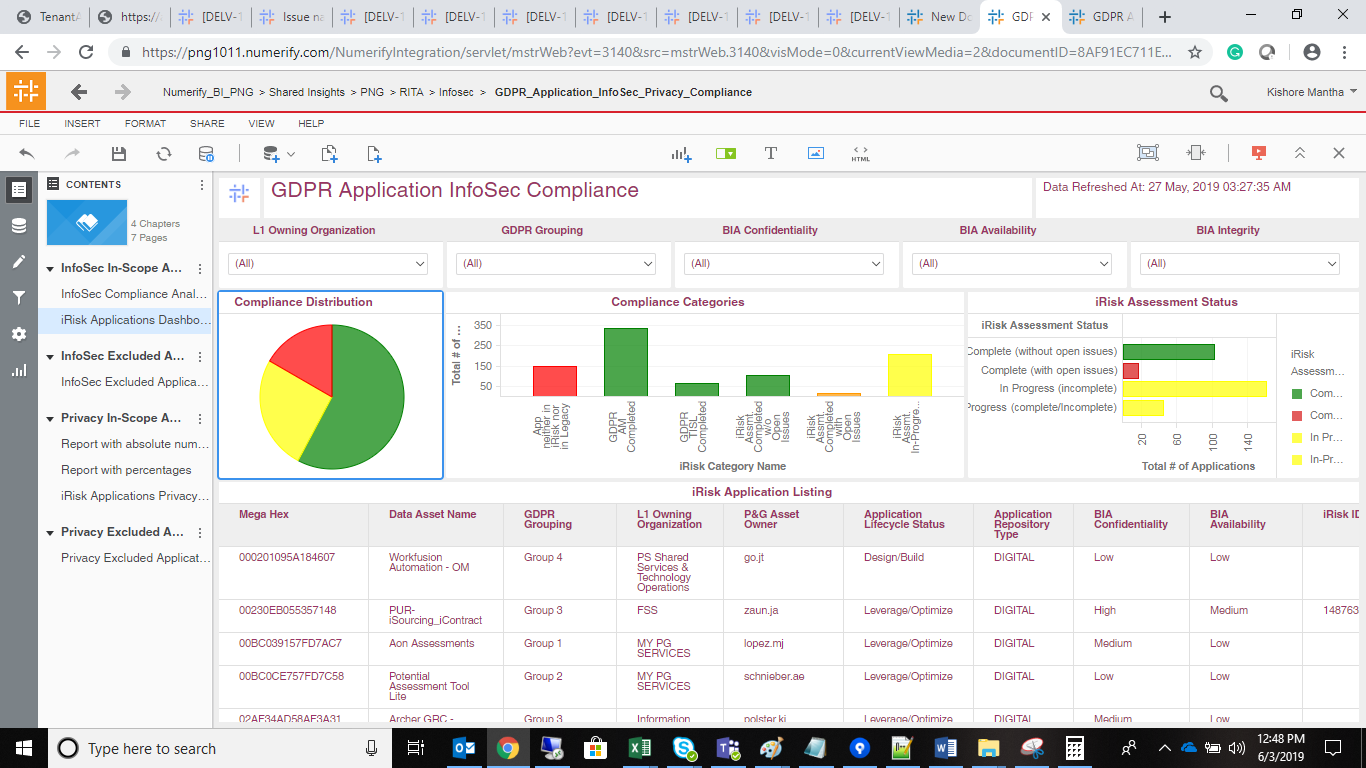 TenantA
https://
[DELV-1
Issue na
[DELV-1
[DELV-1
[DELV-1
[DELV-1
[DELV-1
[DELV-1
[DELV-1
New Do
GDF
GDPR A
https://png1011.numerify.com/NumerifyIntegration/servlet/mstrWeb?evt=3140&src=mstrWeb.3140&visMode=0&currentViewMedia=2&documentID=8AF91EC711E...
Numerify_BI_PNG > Shared Insights > PNG > RITA > Infosec > GDPR_Application_InfoSec_Privacy_Compliance
Kishore Mantha
FILE INSERT FORMAT SHARE VIEW HELP
HTML
CONTENTS
4 Chapters
7 Pages
InfoSec In-Scope A...
InfoSec Compliance Anal...
iRisk Applications Dashbo...
InfoSec Excluded A...
InfoSec Excluded Applica...
Privacy In-Scope A...
Report with absolute num...
Report with percentages
iRisk Applications Privacy...
Privacy Excluded A...
Privacy Excluded Applicat...
GDPR Application InfoSec Compliance
Data Refreshed At: 27 May, 2019 03:27:35 AM
L1 Owning Organization GDPR Grouping BIA Confidentiality BIA Availability BIA Integrity
(All) (All) (All) (All) (All)
Compliance Distribution
Compliance Categories
Total # of ...
350
250
150
50
App neither in iRisk nor in Legacy
GDPR AM Completed
GDPR TISL Completed
iRisk Assmt. Completed w/o Open Issues
iRisk Assmt. Completed with Open Issues
iRisk Assmt. In-Progre...
iRisk Category Name
iRisk Assessment Status
iRisk Assessment Status
Complete (without open issues)
Complete (with open issues)
In Progress (incomplete)
Progress (complete/Incomplete)
20 60 100 140
Total # of Applications
iRisk
Assessm...
Com...
Com...
In Pr...
In-Pr...
iRisk Application Listing
Mega Hex Data Asset Name GDPR Grouping L1 Owning Organization P&G Asset Owner Application Lifecycle Status Application Repository Type BIA Confidentiality BIA Availability iRisk ID
000201095A184607 Workfusion Automation - OM Group 4 PS Shared Services & Technology Operations go.jt Design/Build DIGITAL Low Low
00230EB055357148 PUR-iSourcing_iContract Group 3 FSS zaun.ja Leverage/Optimize DIGITAL High Medium 148763
00BC039157FD7AC7 Aon Assessments Group 1 MY PG SERVICES lopez.mj Leverage/Optimize DIGITAL Medium Low
00BC0CE757FD7C58 Potential Assessment Tool Lite Group 2 MY PG SERVICES schnieber.ae Leverage/Optimize DIGITAL Low Low
02AF34AD58AF3A31 Archer GRC - Group 3 Information polster.ki Leverage/Optimize DIGITAL Medium Low
Type here to search
12:48 PM
6/3/2019